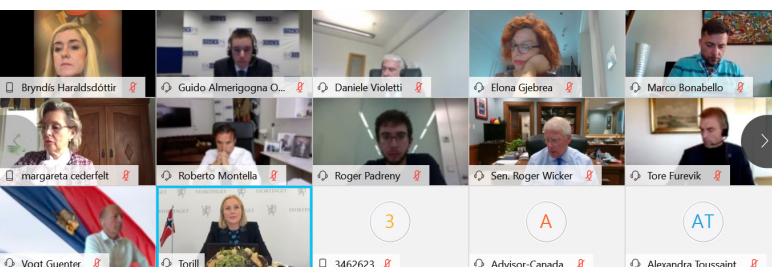 Bryndís Haraldsdóttir
Guido Almerigogna O...
Daniele Violetti
Elona Gjebrea
Marco Bonabello
margareta cederfelt
Roberto Montella
Roger Padreny
Sen. Roger Wicker
Tore Furevik
STORTINGET
Vogt Guenter
Torill
3
3462623
A
Advisor-Canada
AT
Alexandra Toussaint